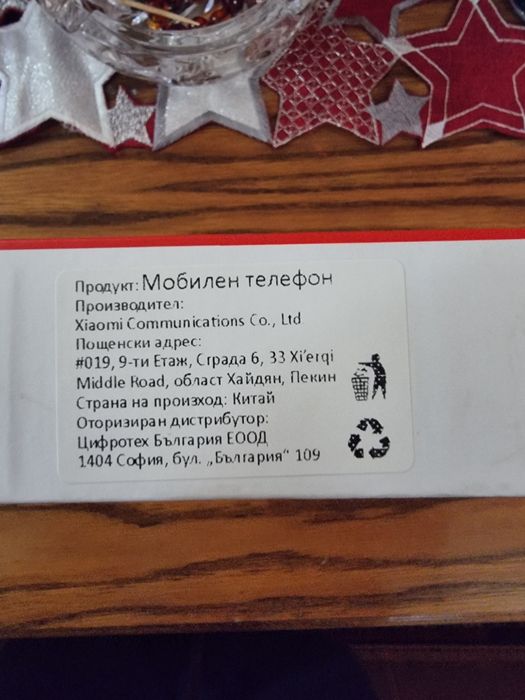 Продукт: Мобилен телефон
Производител:
Xiaomi Communications Co., Ltd
Пощенски адрес:
#019, 9-ти Етаж, Сграда 6, 33 Xi'erqi
Middle Road, област Хайдян, Пекин
Страна на произход: Китай
Оторизиран дистрибутор:
Цифротех България ЕООД
1404 София, бул. „България“ 109